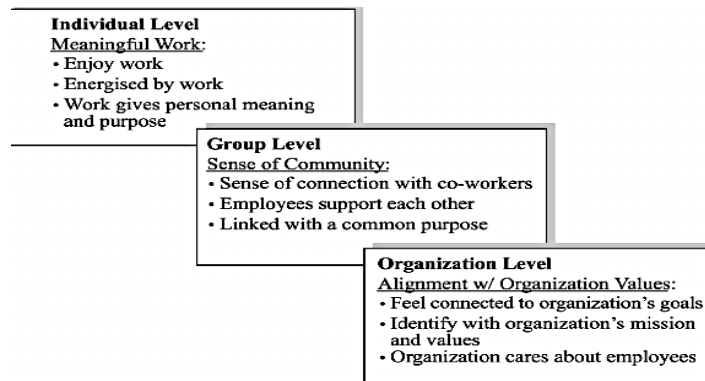 Individual Level
Meaningful Work:
• Enjoy work
• Energised by work
• Work gives personal meaning
and purpose
Group Level
Sense of Community:
• Sense of connection with co-workers
• Employees support each other
• Linked with a common purpose
Organization Level
Alignment w/ Organization Values:
• Feel connected to organization's goals
• Identify with organization's mission
and values
• Organization cares about employees